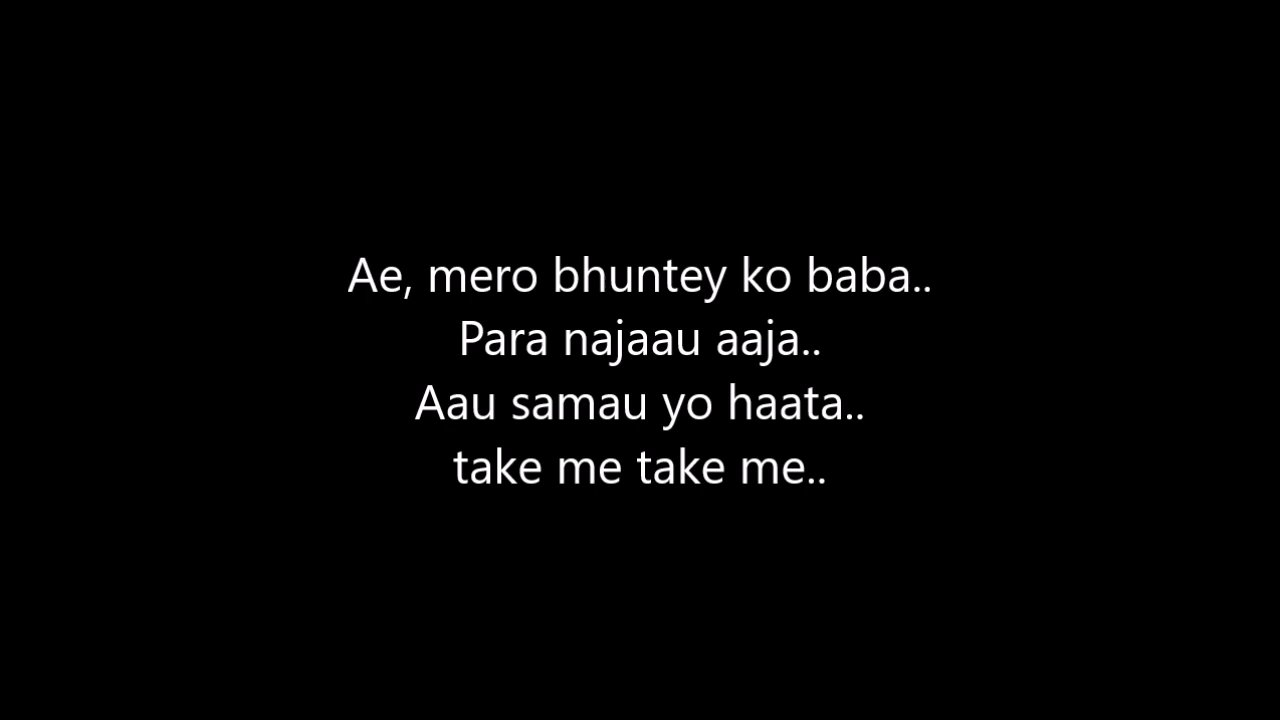 Ae, mero bhuntey ko baba..
Para najaau aaja..
Aau samau yo haata..
take me take me..